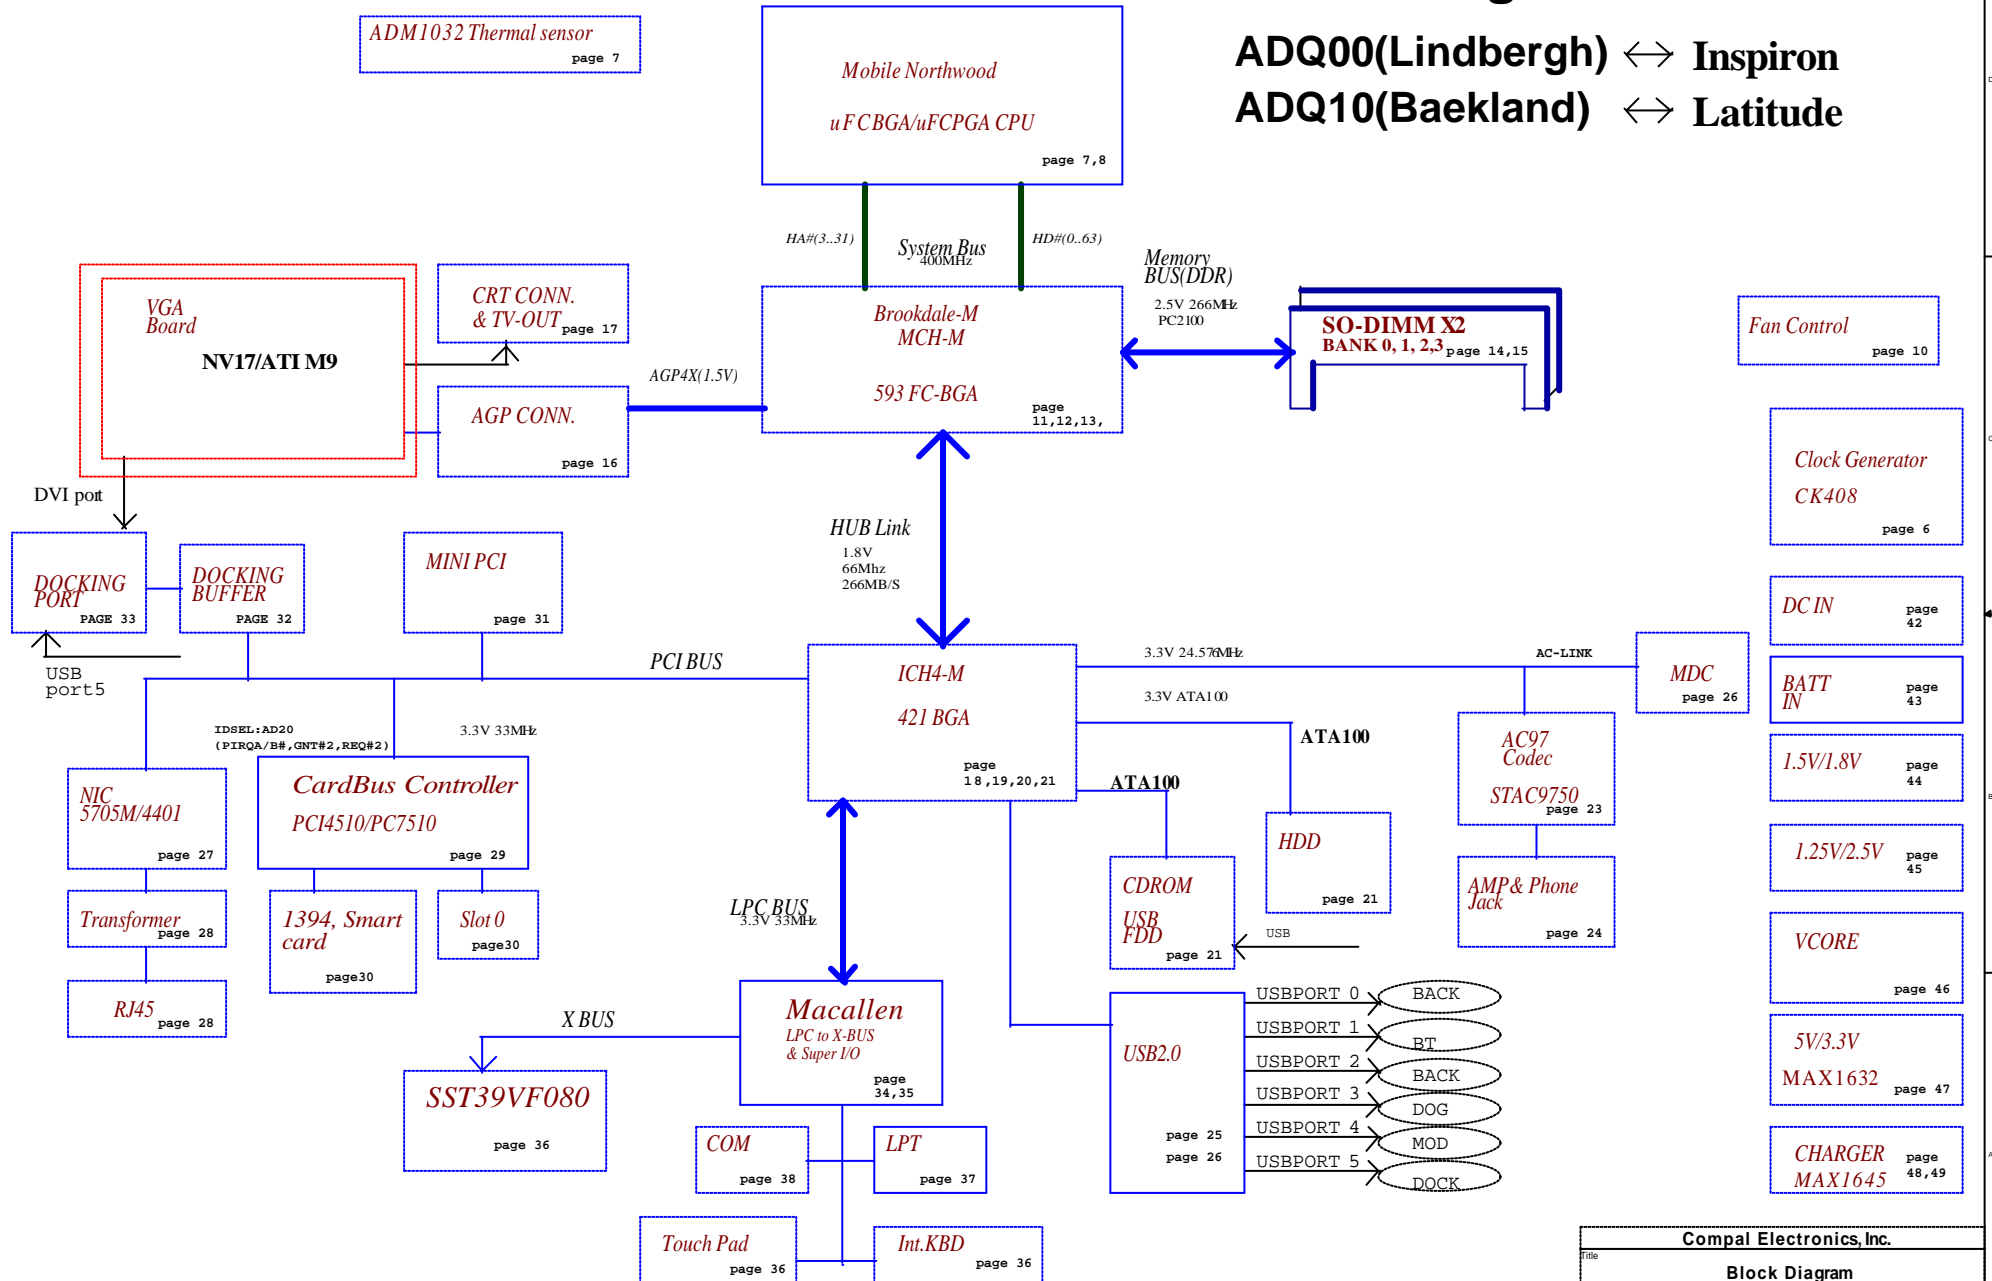 ADQ00(Lindbergh) ↔ Inspiron
ADQ10(Baekland) ↔ Latitude
ADM1032 Thermal sensor
page 7
Mobile Northwood
uFCBGA/uFCPGA CPU
page 7,8
HA#(3..31)
System Bus
400MHz
HD#(0..63)
Memory
BUS(DDR)
2.5V 266MHz
PC2100
VGA
Board
NV17/ATI M9
CRT CONN.
& TV-OUT
page 17
AGP CONN.
page 16
AGP4X(1.5V)
Brookdale-M
MCH-M
593 FC-BGA
page
11,12,13,
SO-DIMM X2
BANK 0, 1, 2,3
page 14,15
Fan Control
page 10
Clock Generator
CK408
page 6
DVI port
DOCKING
PORT
PAGE 33
DOCKING
BUFFER
PAGE 32
MINI PCI
page 31
HUB Link
1.8V
66Mhz
266MB/S
USB
port5
PCI BUS
ICH4-M
421 BGA
page
18,19,20,21
3.3V 24.576MHz
AC-LINK
3.3V ATA100
MDC
page 26
DC IN
page
42
BATT
IN
page
43
IDSEL:AD20
(PIRQA/B#,GNT#2,REQ#2)
3.3V 33MHz
ATA100
ATA100
NIC
5705M/4401
page 27
CardBus Controller
PCI4510/PC7510
page 29
AC97
Codec
STAC9750
page 23
1.5V/1.8V
page
44
HDD
page 21
1.25V/2.5V
page
45
Transformer
page 28
1394, Smart
card
page30
Slot 0
page30
LPC BUS
3.3V 33MHz
CDROM
USB
FDD
page 21
USB
AMP& Phone
Jack
page 24
VCORE
page 46
RJ45
page 28
X BUS
Macallen
LPC to X-BUS
& Super I/O
page
34,35
USB2.0
page 25
page 26
USBPORT 0
BACK
USBPORT 1
BT
USBPORT 2
BACK
USBPORT 3
DOG
USBPORT 4
MOD
USBPORT 5
DOCK
5V/3.3V
MAX1632
page 47
SST39VF080
page 36
COM
page 38
LPT
page 37
CHARGER
MAX1645
page
48,49
Touch Pad
page 36
Int.KBD
page 36
Compal Electronics, Inc.
Title
Block Diagram
D
C
B
A